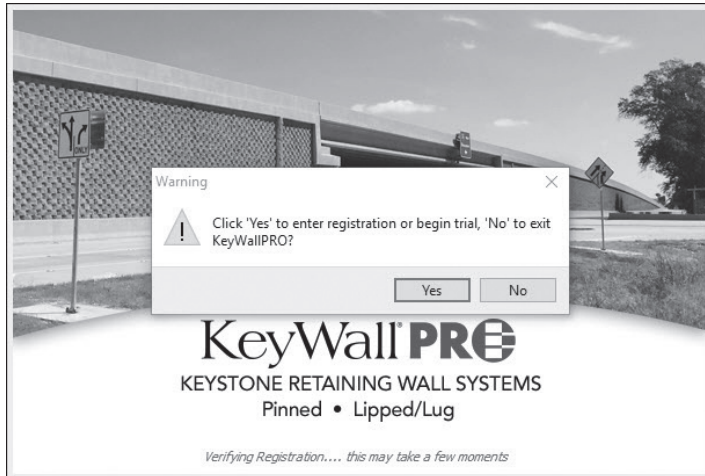 Warning
Click 'Yes' to enter registration or begin trial, 'No' to exit
KeyWallPRO?
Yes
No
KeyWall PRO
KEYSTONE RETAINING WALL SYSTEMS
Pinned • Lipped/Lug
Verifying Registration.... this may take a few moments